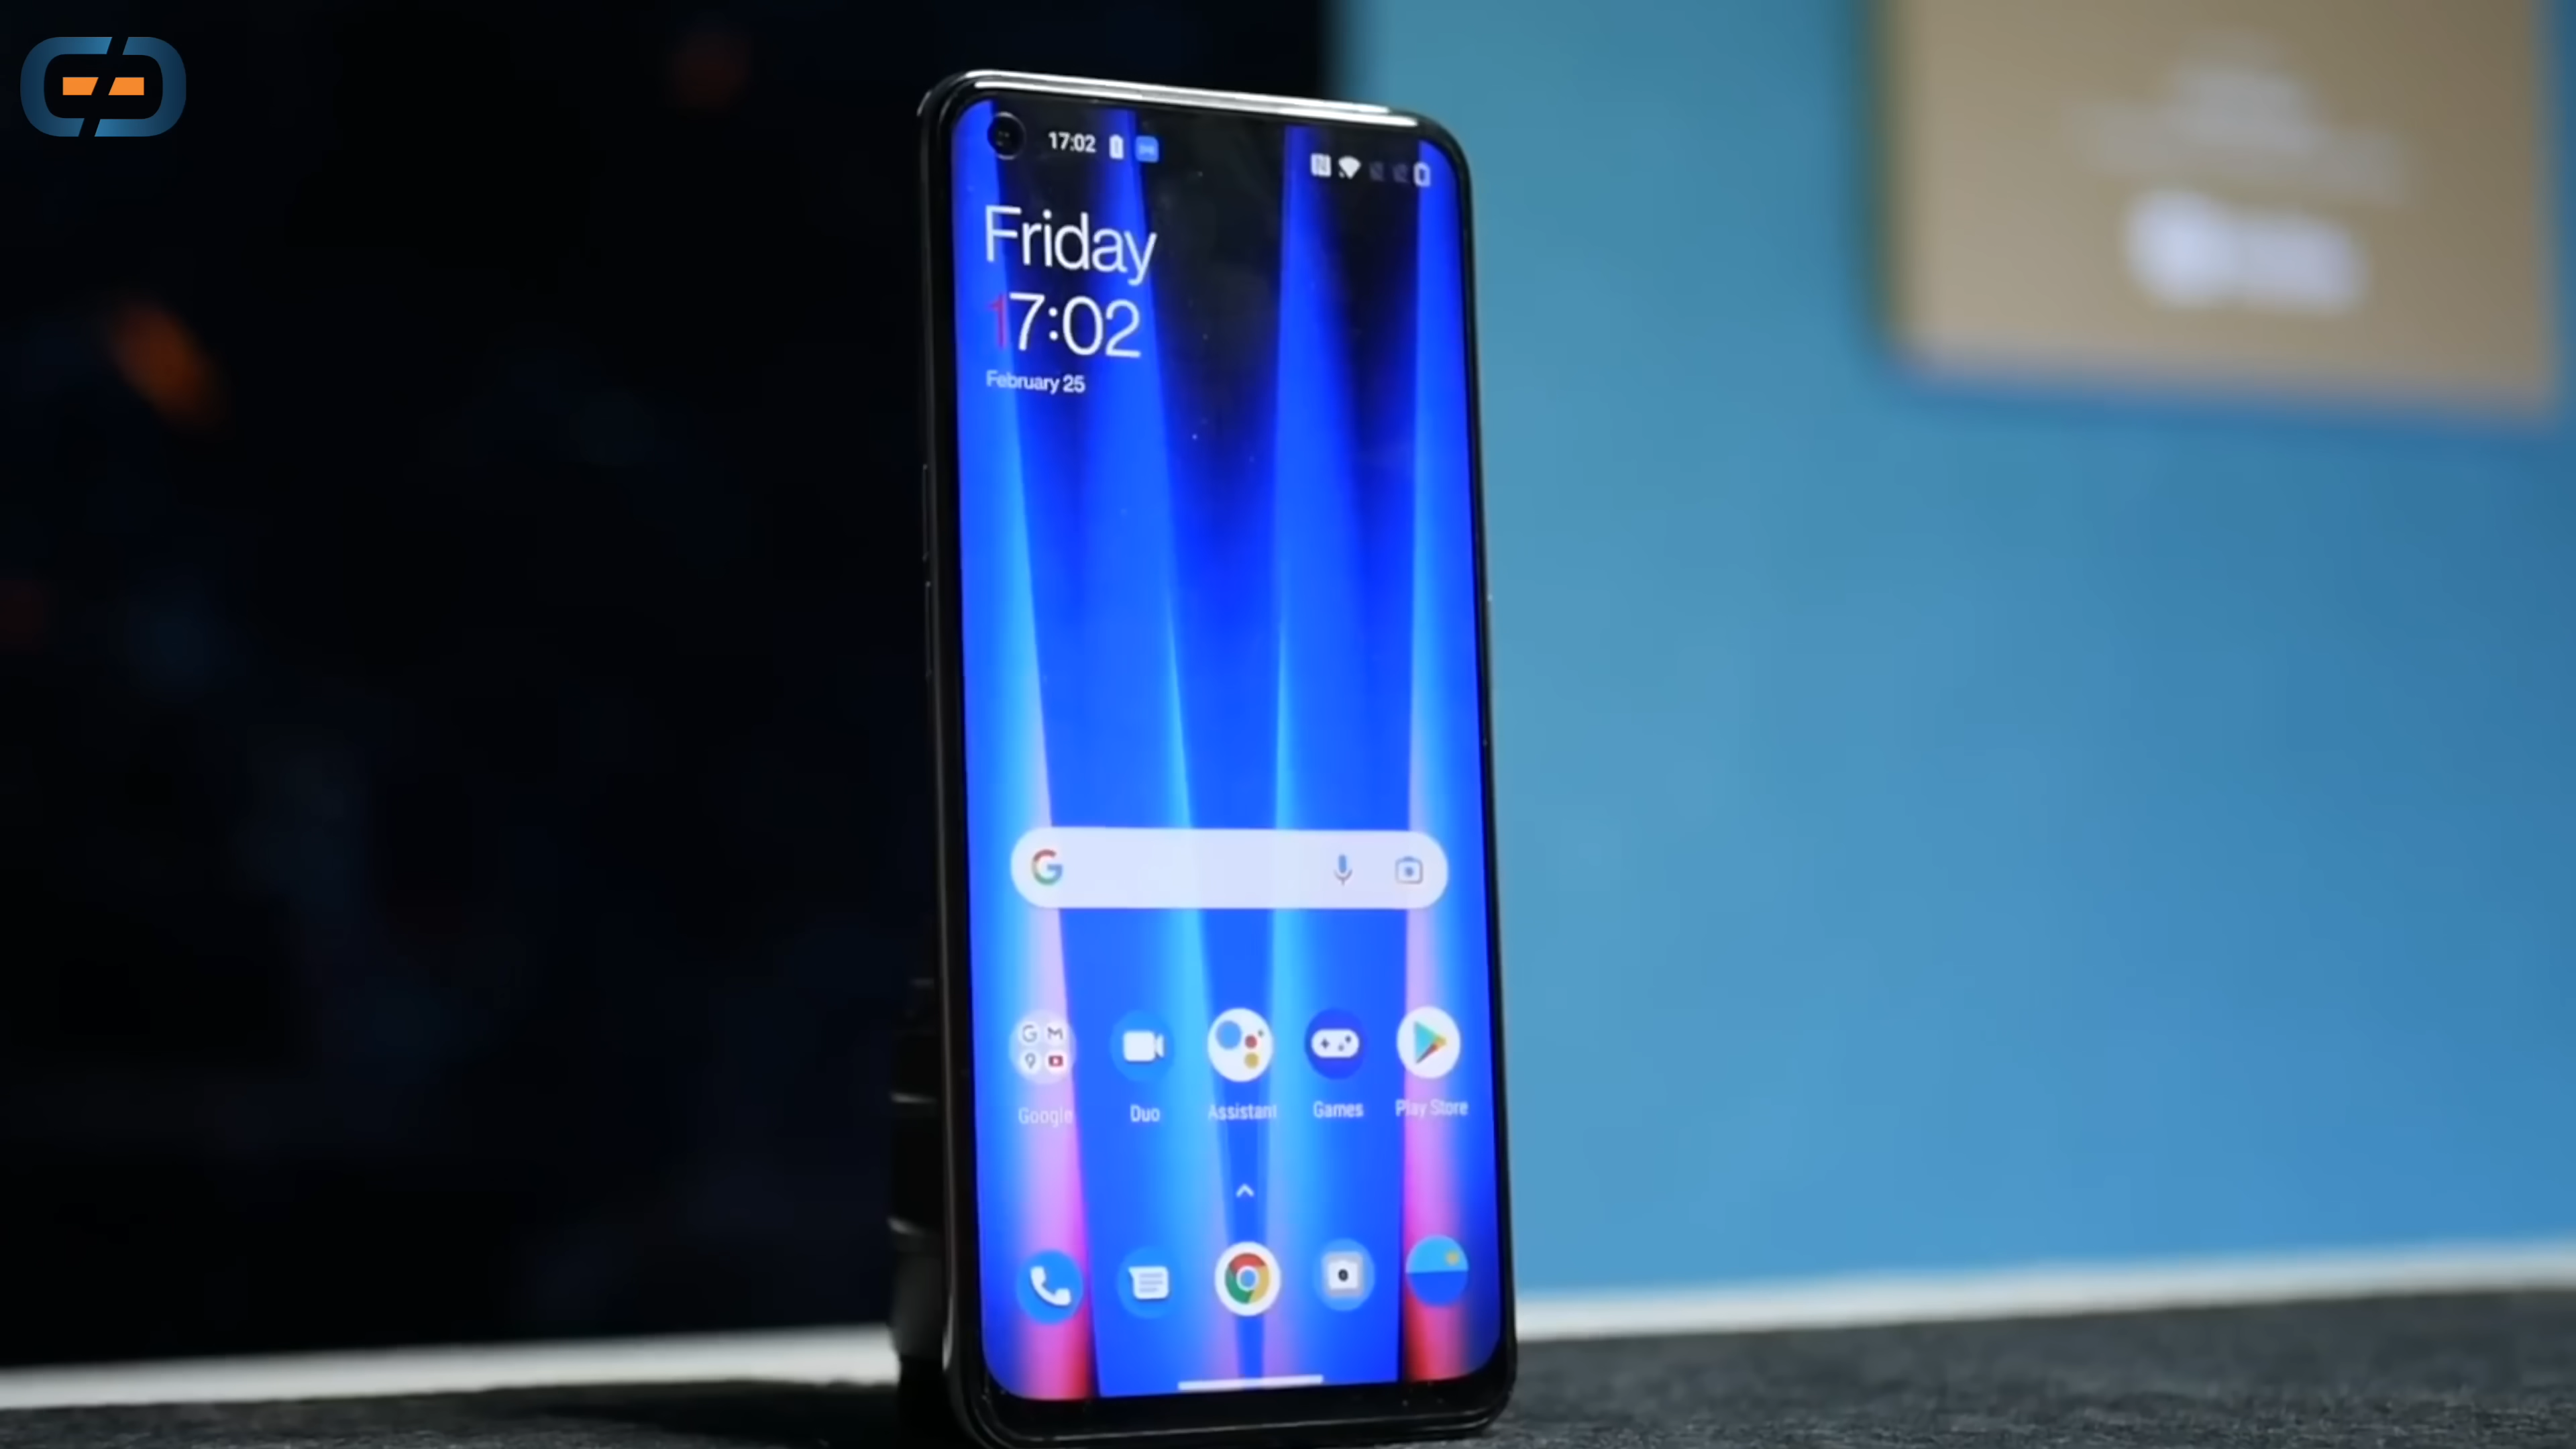 17:02
Friday
17:02
February 25
Google
Duo
Assistant
Games
Play Store